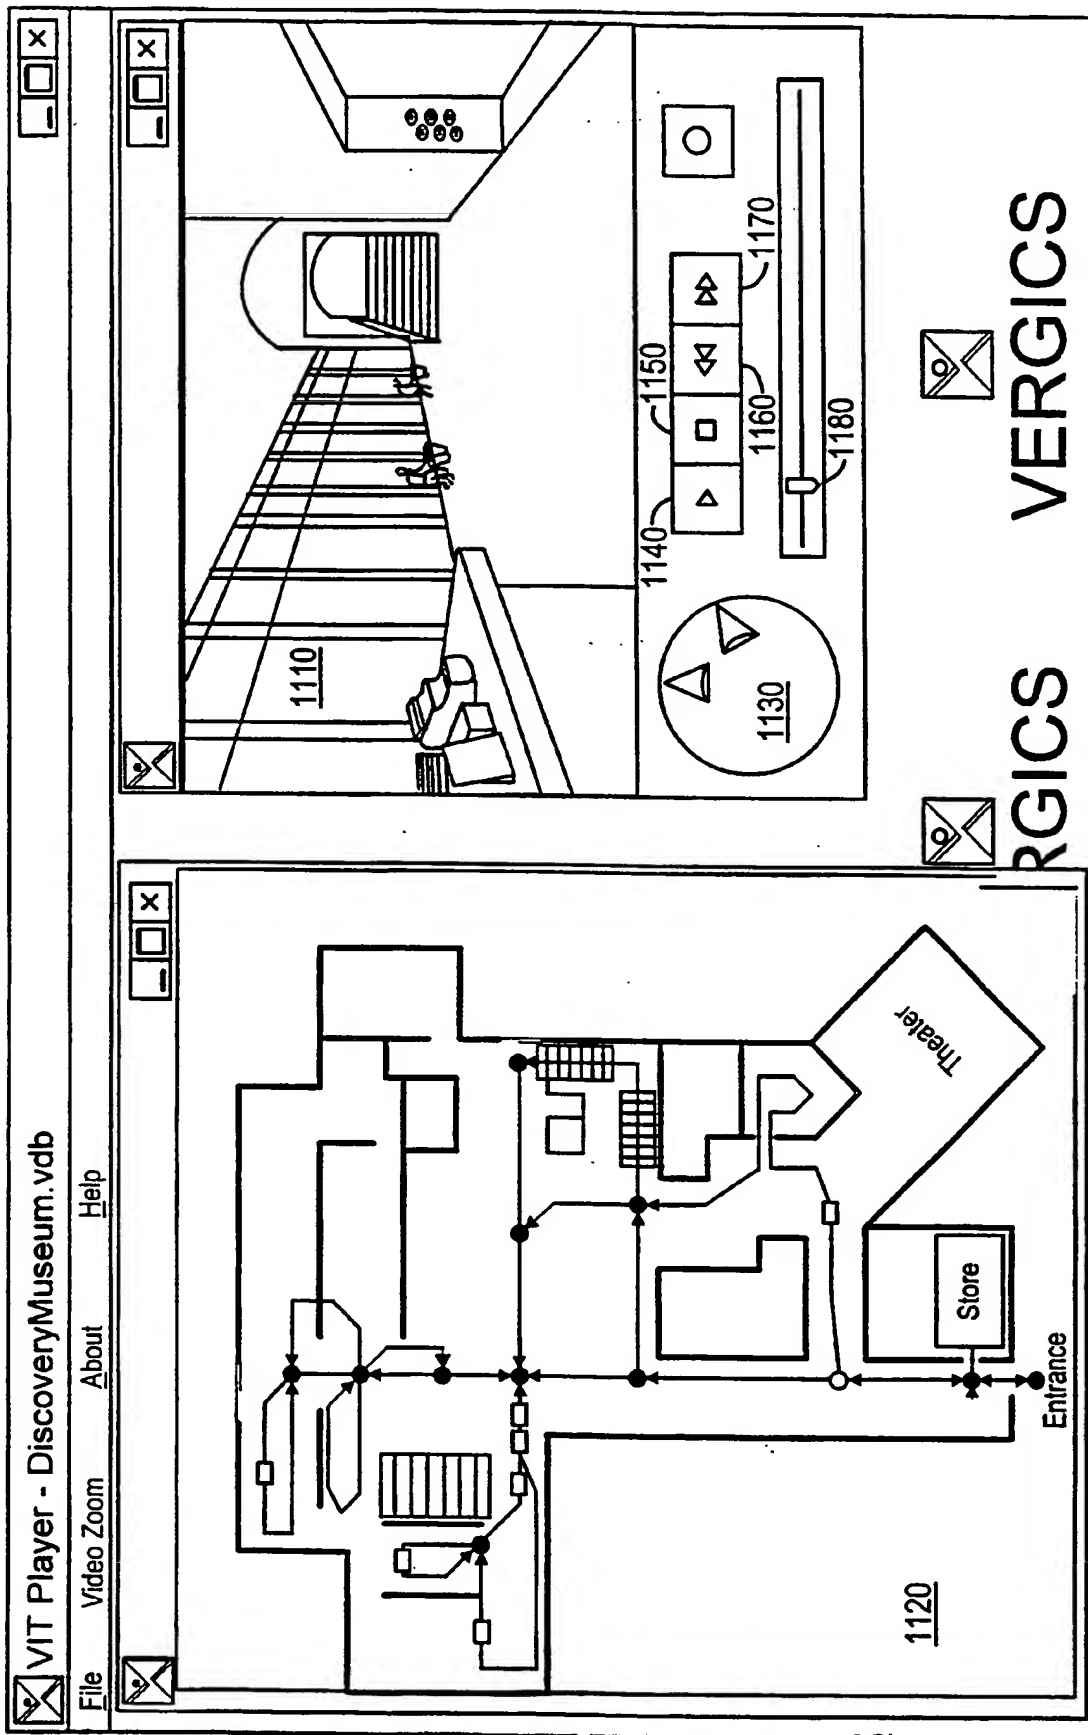 VIT Player - DiscoveryMuseum.vdb
File Video Zoom About Help
1120
Entrance
Store
Theater
1110
1130
1140
1150
1160
1170
1180
RGICS
VERGICS